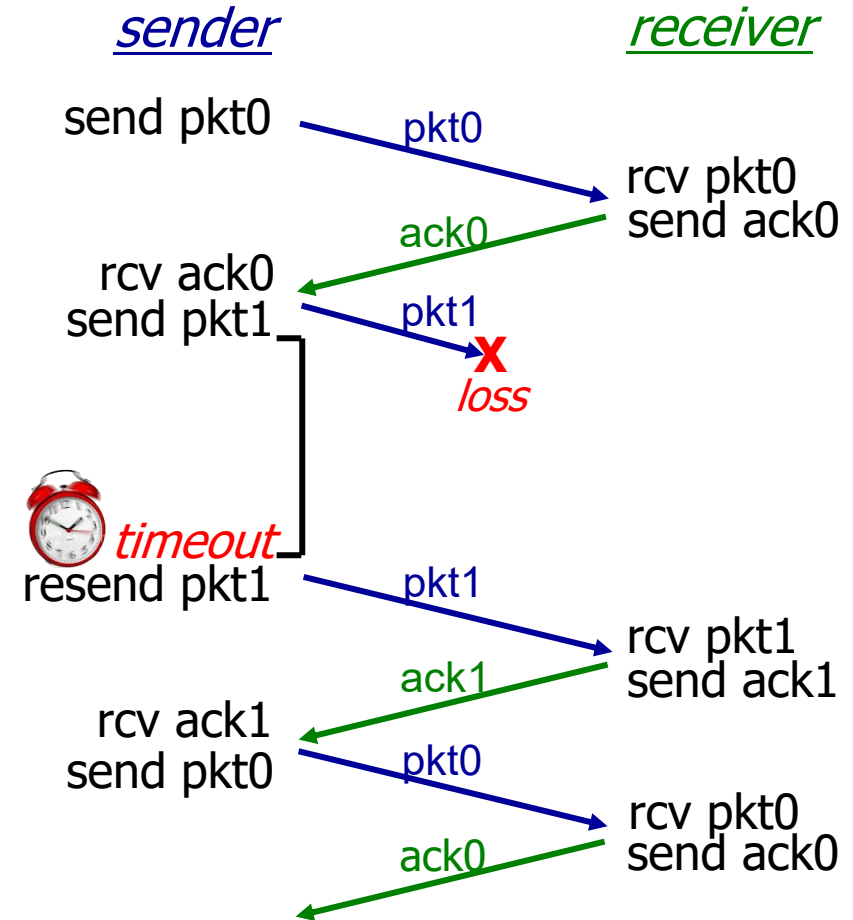 sender
receiver
send pkt0
pkt0
rcv pkt0
send ack0
ack0
rcv ack0
send pkt1
pkt1
X
loss
timeout
resend pkt1
pkt1
rcv pkt1
send ack1
ack1
rcv ack1
send pkt0
pkt0
rcv pkt0
send ack0
ack0